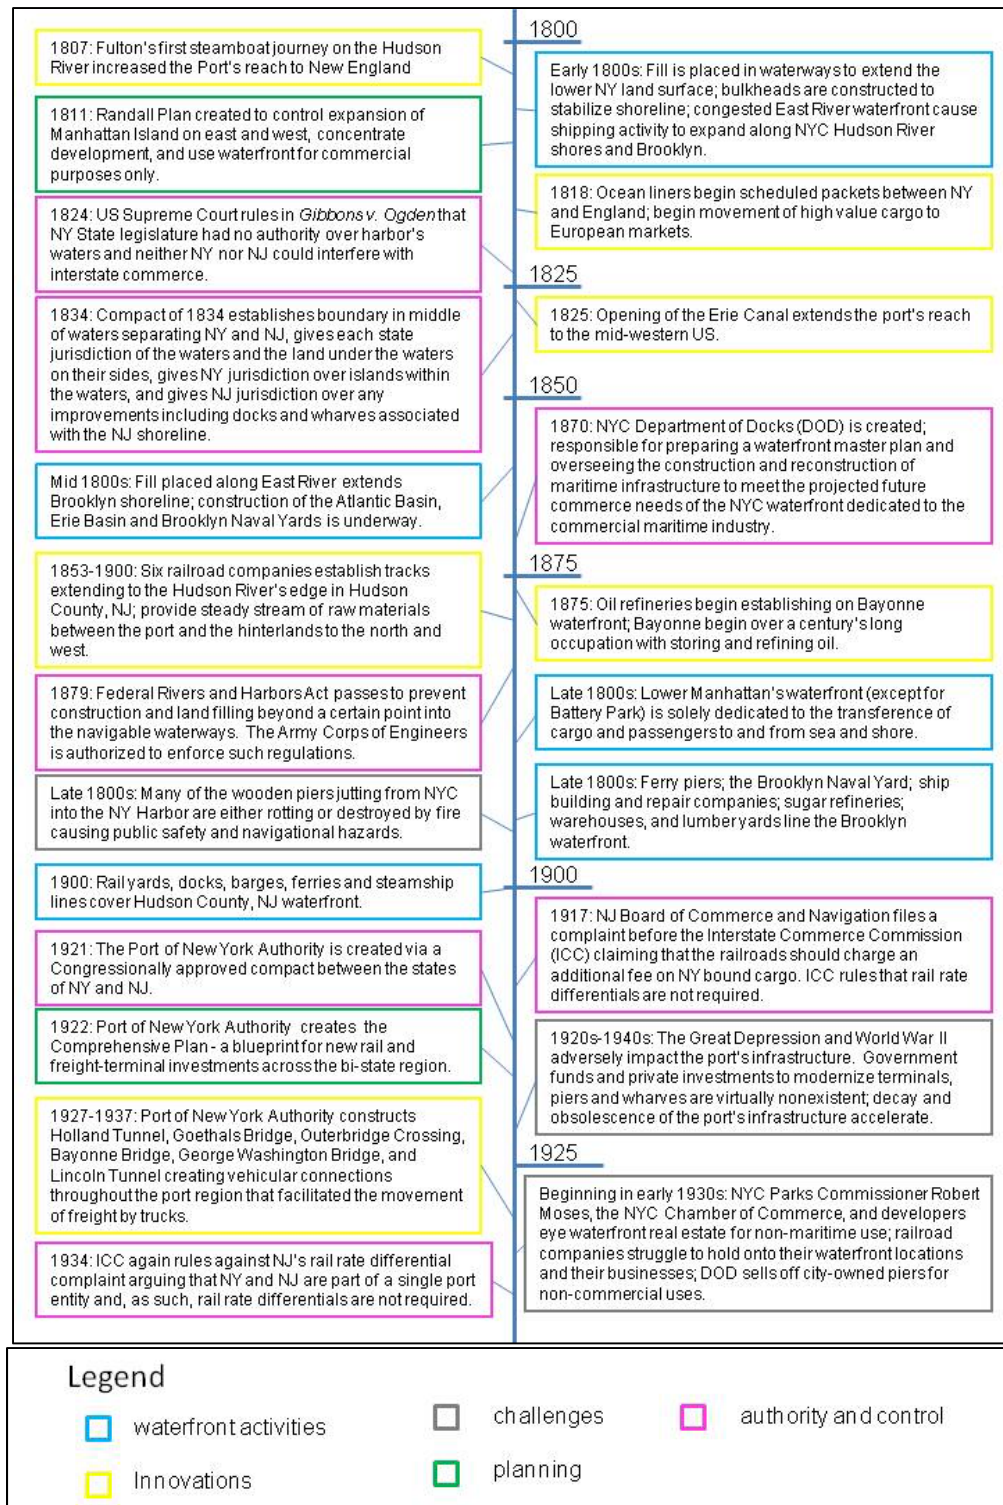 1800
1807: Fulton's first steamboat journey on the Hudson
River increased the Port's reach to New England
Early 1800s: Fill is placed in waterways to extend the
lower NY land surface; bulkheads are constructed to
stabilize shoreline; congested East River waterfront cause
shipping activity to expand along NYC Hudson River
shores and Brooklyn.
1811: Randall Plan created to control expansion of
Manhattan Island on east and west, concentrate
development, and use waterfront for commercial
purposes only.
1818: Ocean liners begin scheduled packets between NY
and England; begin movement of high value cargo to
European markets.
1824: US Supreme Court rules in Gibbons v. Ogden that
NY State legislature had no authority over harbor's
waters and neither NY nor NJ could interfere with
interstate commerce.
1825
1825: Opening of the Erie Canal extends the port's reach
to the mid-western US.
1834: Compact of 1834 establishes boundary in middle
of waters separating NY and NJ, gives each state
jurisdiction of the waters and the land under the waters
on their sides, gives NY jurisdiction over islands within
the waters, and gives NJ jurisdiction over any
improvements including docks and wharves associated
with the NJ shoreline.
1850
1870: NYC Department of Docks (DOD) is created;
responsible for preparing a waterfront master plan and
overseeing the construction and reconstruction of
maritime infrastructure to meet the projected future
commerce needs of the NYC waterfront dedicated to the
commercial maritime industry.
Mid 1800s: Fill placed along East River extends
Brooklyn shoreline; construction of the Atlantic Basin,
Erie Basin and Brooklyn Naval Yards is underway.
1875
1853-1900: Six railroad companies establish tracks
extending to the Hudson River's edge in Hudson
County, NJ; provide steady stream of raw materials
between the port and the hinterlands to the north and
west.
1875: Oil refineries begin establishing on Bayonne
waterfront; Bayonne begin over a century's long
occupation with storing and refining oil.
1879: Federal Rivers and Harbors Act passes to prevent
construction and land filling beyond a certain point into
the navigable waterways. The Army Corps of Engineers
is authorized to enforce such regulations.
Late 1800s: Lower Manhattan's waterfront (except for
Battery Park) is solely dedicated to the transference of
cargo and passengers to and from sea and shore.
Late 1800s: Many of the wooden piers jutting from NYC
into the NY Harbor are either rotting or destroyed by fire
causing public safety and navigational hazards.
Late 1800s: Ferry piers; the Brooklyn Naval Yard; ship
building and repair companies; sugar refineries;
warehouses, and lumber yards line the Brooklyn
waterfront.
1900
1900: Rail yards, docks, barges, ferries and steamship
lines cover Hudson County, NJ waterfront.
1917: NJ Board of Commerce and Navigation files a
complaint before the Interstate Commerce Commission
(ICC) claiming that the railroads should charge an
additional fee on NY bound cargo. ICC rules that rail rate
differentials are not required.
1921: The Port of New York Authority is created via a
Congressionally approved compact between the states
of NY and NJ.
1922: Port of New York Authority creates the
Comprehensive Plan - a blueprint for new rail and
freight-terminal investments across the bi-state region.
1920s-1940s: The Great Depression and World War II
adversely impact the port's infrastructure. Government
funds and private investments to modernize terminals,
piers and wharves are virtually nonexistent; decay and
obsolescence of the port's infrastructure accelerate.
1927-1937: Port of New York Authority constructs
Holland Tunnel, Goethals Bridge, Outerbridge Crossing,
Bayonne Bridge, George Washington Bridge, and
Lincoln Tunnel creating vehicular connections
throughout the port region that facilitated the movement
of freight by trucks.
1925
Beginning in early 1930s: NYC Parks Commissioner Robert
Moses, the NYC Chamber of Commerce, and developers
eye waterfront real estate for non-maritime use; railroad
companies struggle to hold onto their waterfront locations
and their businesses; DOD sells off city-owned piers for
non-commercial uses.
1934: ICC again rules against NJ's rail rate differential
complaint arguing that NY and NJ are part of a single port
entity and, as such, rail rate differentials are not required.
Legend
waterfront activities
challenges
authority and control
Innovations
planning